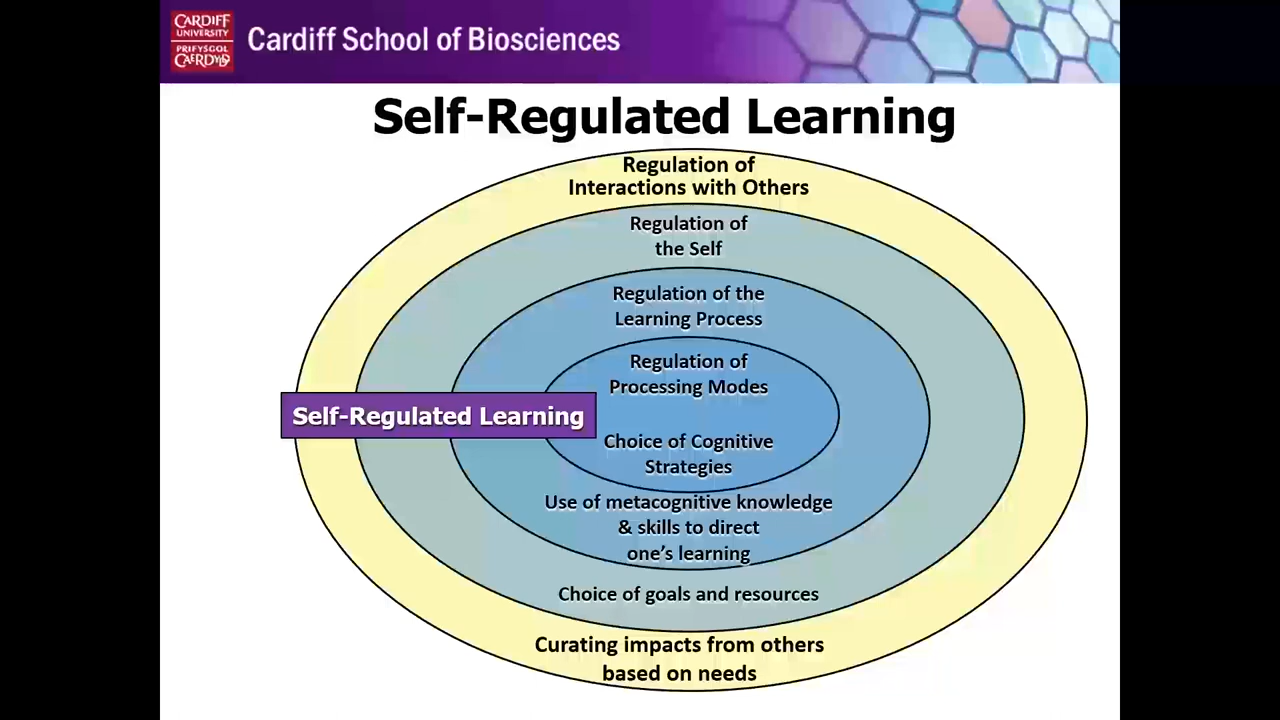 CARDIFF
UNIVERSITY
PRIFYSGOL
CAERDYDD
Cardiff School of Biosciences
Self-Regulated Learning
Regulation of
Interactions with Others
Regulation of
the Self
Regulation of the
Learning Process
Regulation of
Processing Modes
Self-Regulated Learning
Choice of Cognitive
Strategies
Use of metacognitive knowledge
& skills to direct
one’s learning
Choice of goals and resources
Curating impacts from others
based on needs